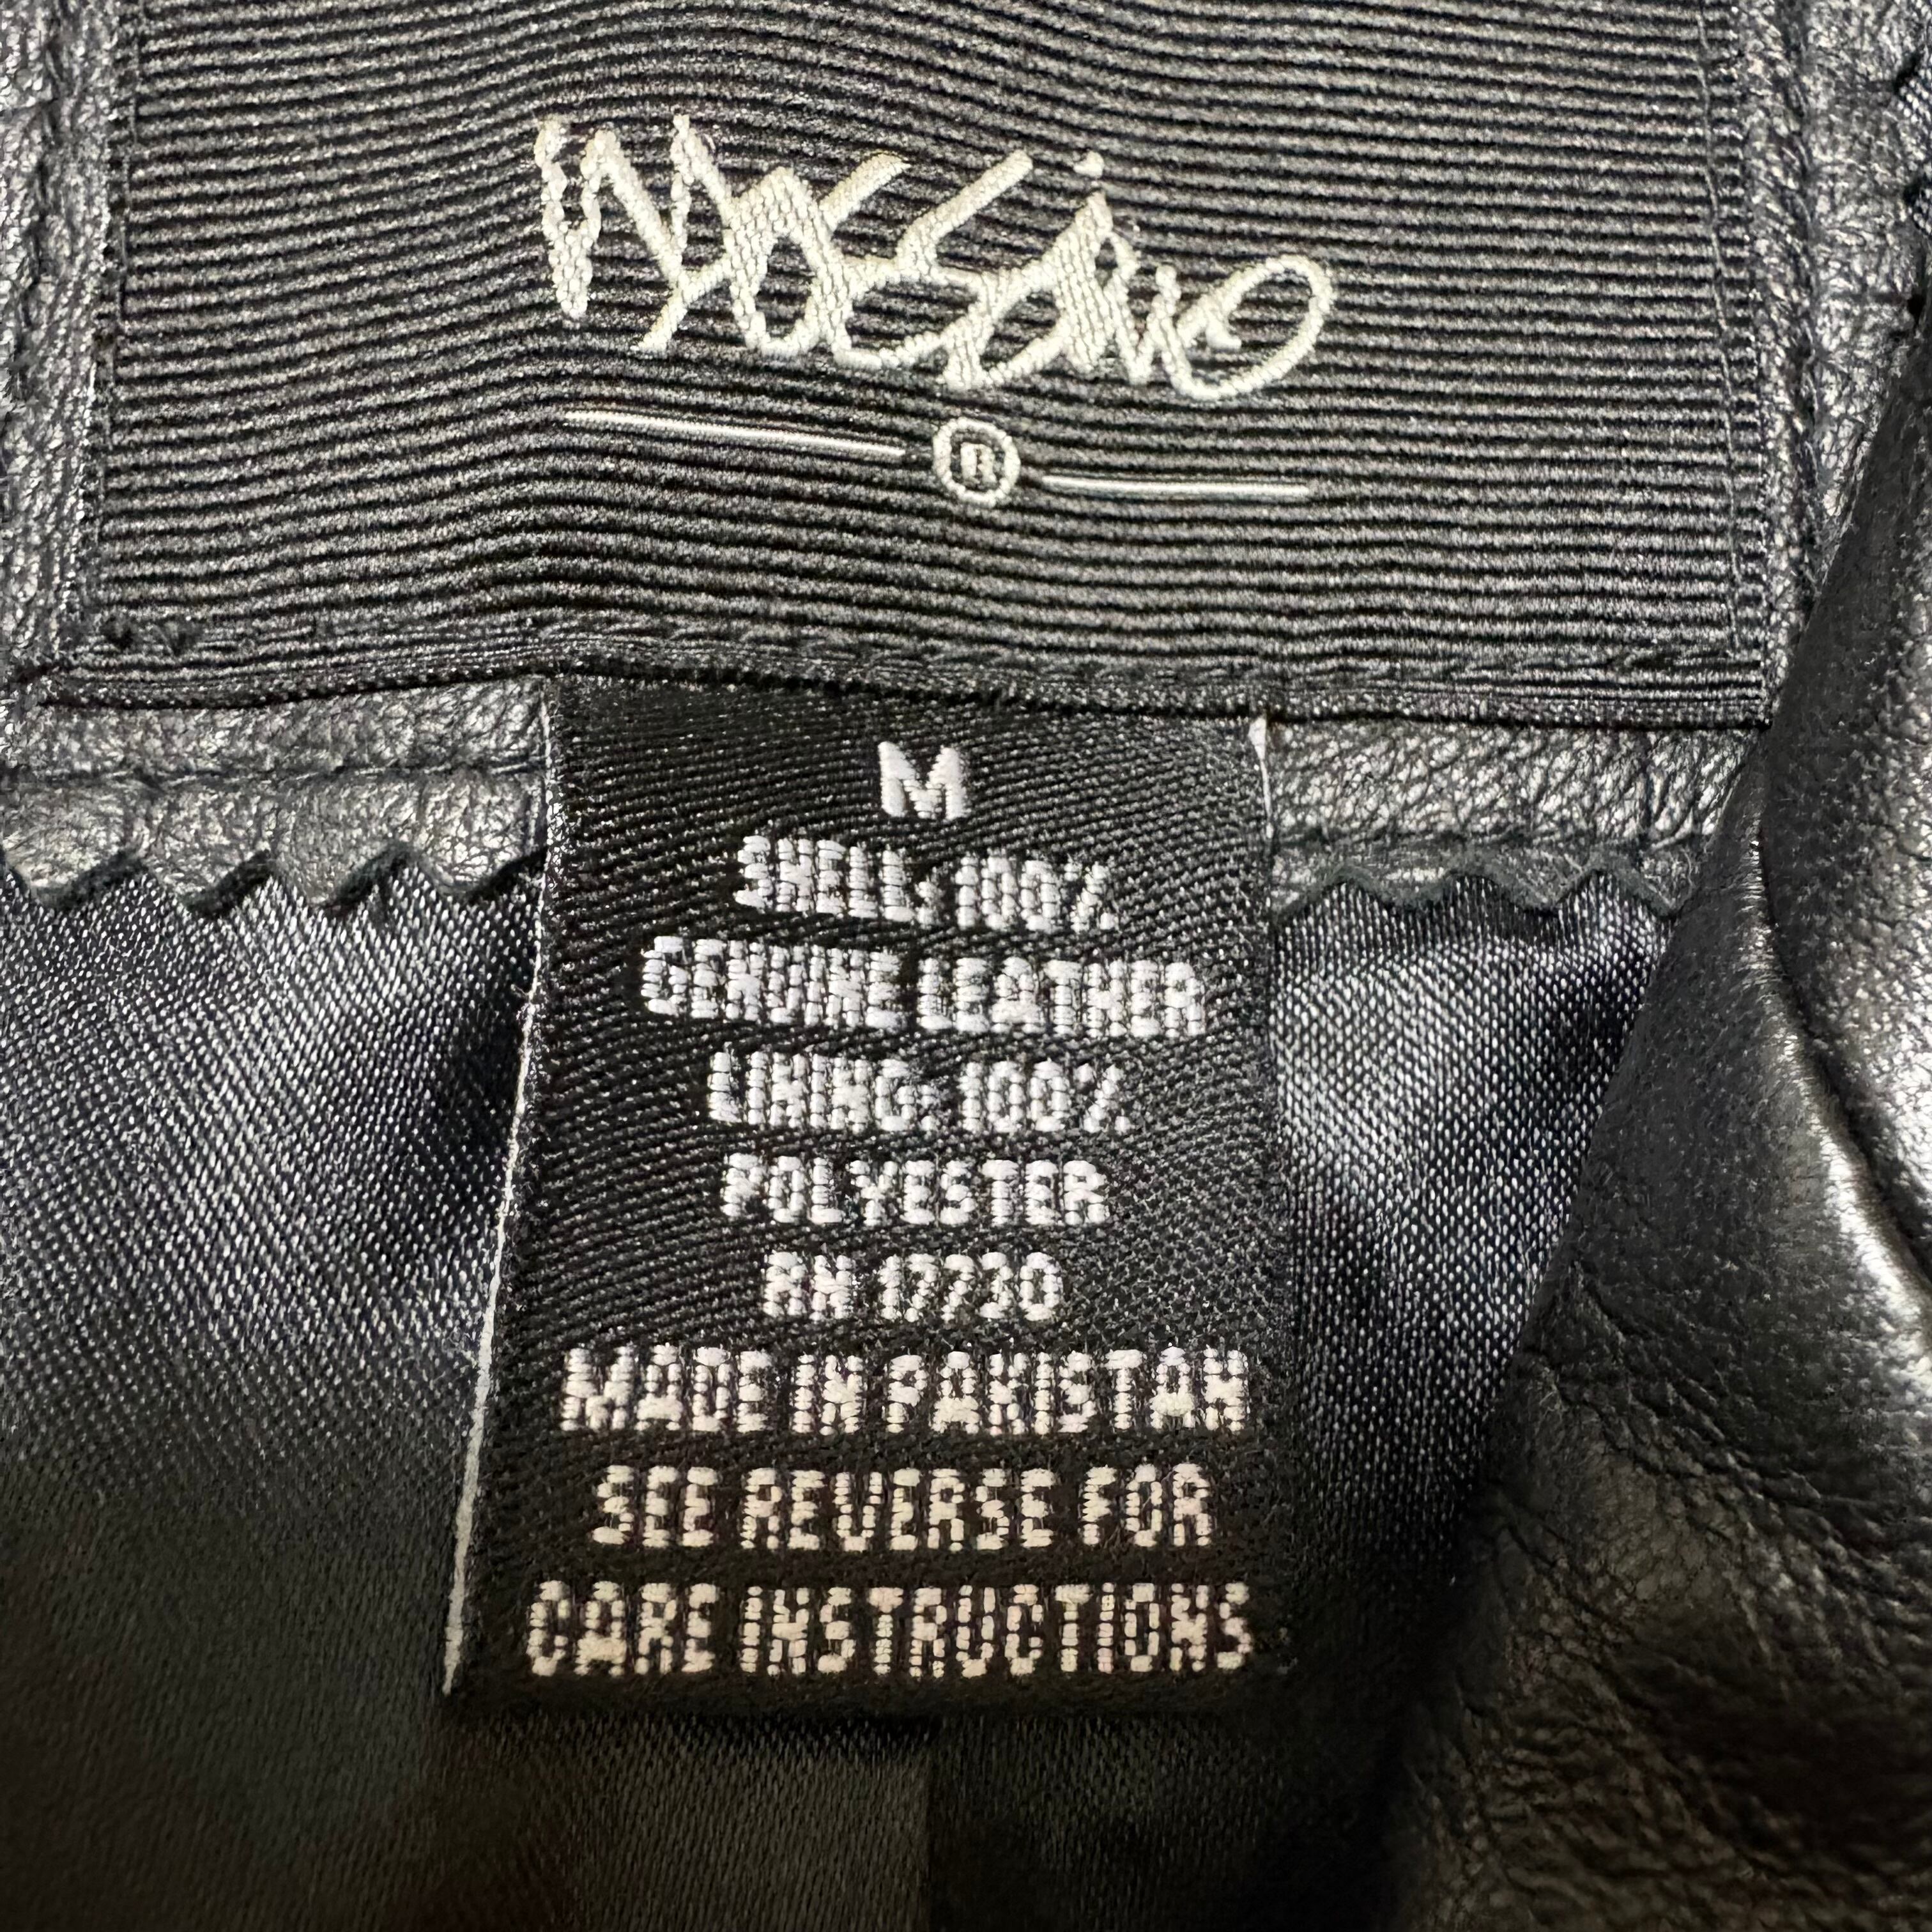 Mossimo
®
M
SHELL: 100%
GENUINE LEATHER
LINING: 100%
POLYESTER
RN 17730
MADE IN PAKISTAN
SEE REVERSE FOR
CARE INSTRUCTIONS